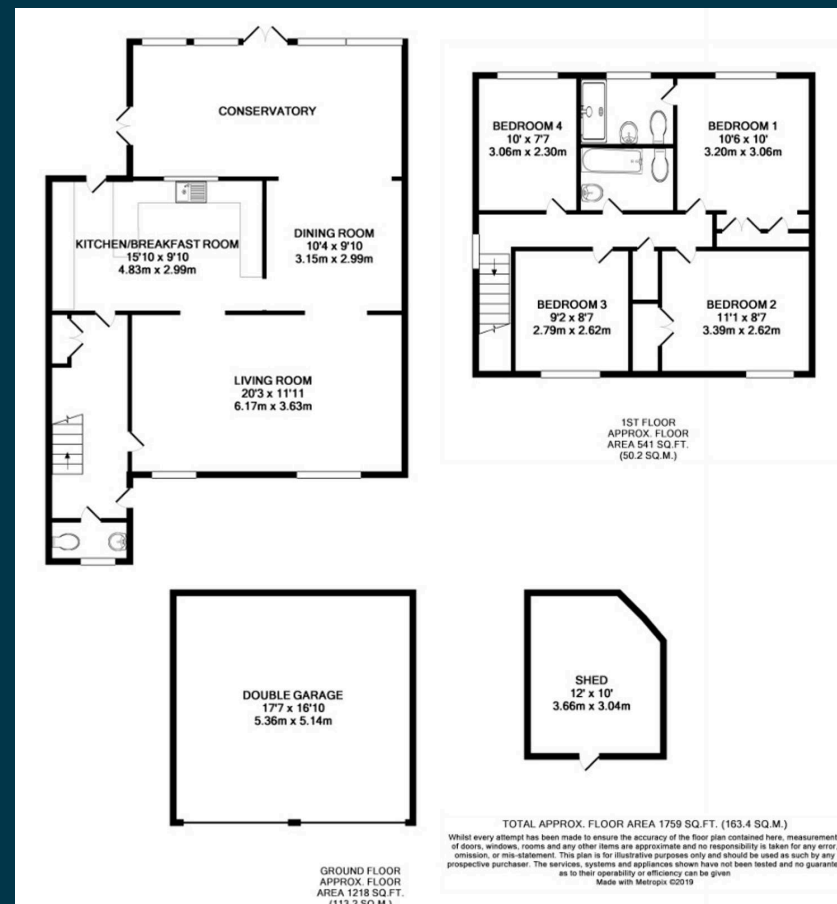 CONSERVATORY
KITCHEN/BREAKFAST ROOM
15'10 x 9'10
4.83m x 2.99m
DINING ROOM
10'4 x 9'10
3.15m x 2.99m
LIVING ROOM
20'3 x 11'11
6.17m x 3.63m
BEDROOM 4
10' x 7'7
3.06m x 2.30m
BEDROOM 1
10'6 x 10'
3.20m x 3.06m
BEDROOM 3
9'2 x 8'7
2.79m x 2.62m
BEDROOM 2
11'1 x 8'7
3.39m x 2.62m
1ST FLOOR
APPROX. FLOOR
AREA 541 SQ.FT.
(50.2 SQ.M.)
DOUBLE GARAGE
17'7 x 16'10
5.36m x 5.14m
SHED
12' x 10'
3.66m x 3.04m
GROUND FLOOR
APPROX. FLOOR
AREA 1218 SQ.FT.
(113.2 SQ.M.)
TOTAL APPROX. FLOOR AREA 1759 SQ.FT. (163.4 SQ.M.)
Whilst every attempt has been made to ensure the accuracy of the floor plan contained here, measurement
of doors, windows, rooms and any other items are approximate and no responsibility is taken for any error,
omission, or mis-statement. This plan is for illustrative purposes only and should be used as such by any
prospective purchaser. The services, systems and appliances shown have not been tested and no guarante
as to their operability or efficiency can be given
Made with Metropix ©2019